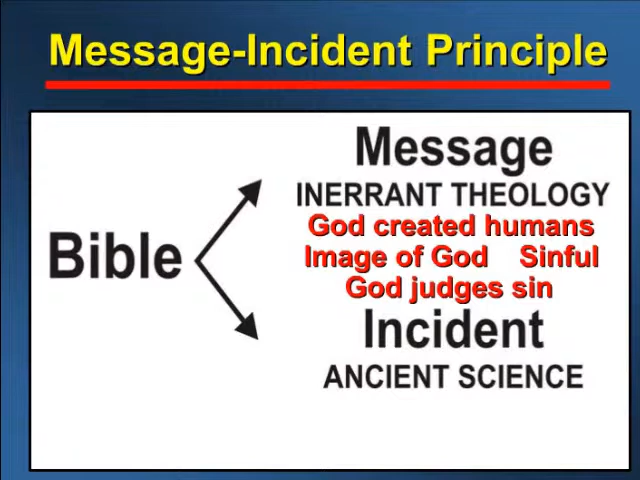 Message-Incident Principle
Bible
Message
INERRANT THEOLOGY
God created humans
Image of God Sinful
God judges sin
Incident
ANCIENT SCIENCE